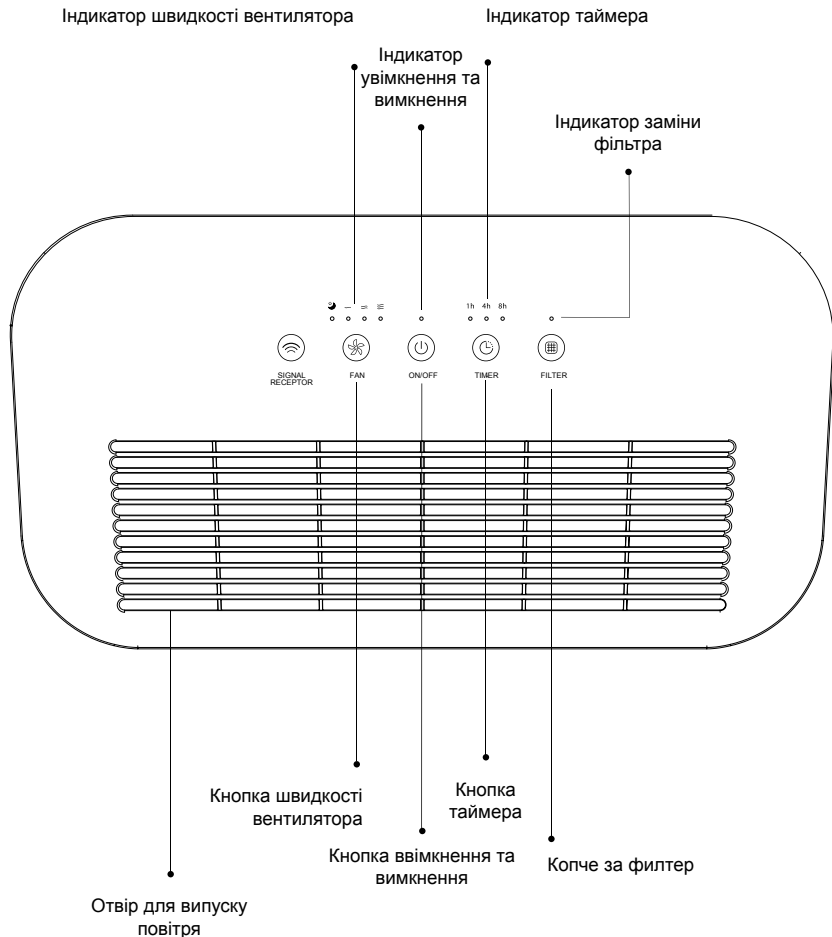 Індикатор швидкості вентилятора
Індикатор таймера
Індикатор
увімкнення та
вимкнення
Індикатор заміни
фільтра
1h 4h 8h
SIGNAL
RECEPTOR
FAN
ON/OFF
TIMER
FILTER
Кнопка швидкості
вентилятора
Кнопка
таймера
Кнопка ввімкнення та
вимкнення
Копче за филтер
Отвір для випуску
повітря